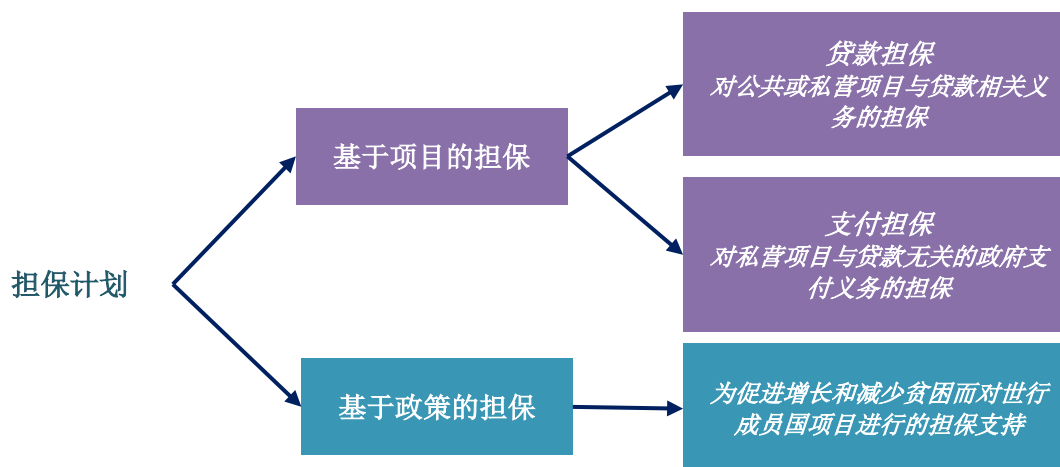 担保计划
基于项目的担保
贷款担保
对公共或私营项目与贷款相关义
务的担保
支付担保
对私营项目与贷款无关的政府支
付义务的担保
基于政策的担保
为促进增长和减少贫困而对世行
成员国项目进行的担保支持